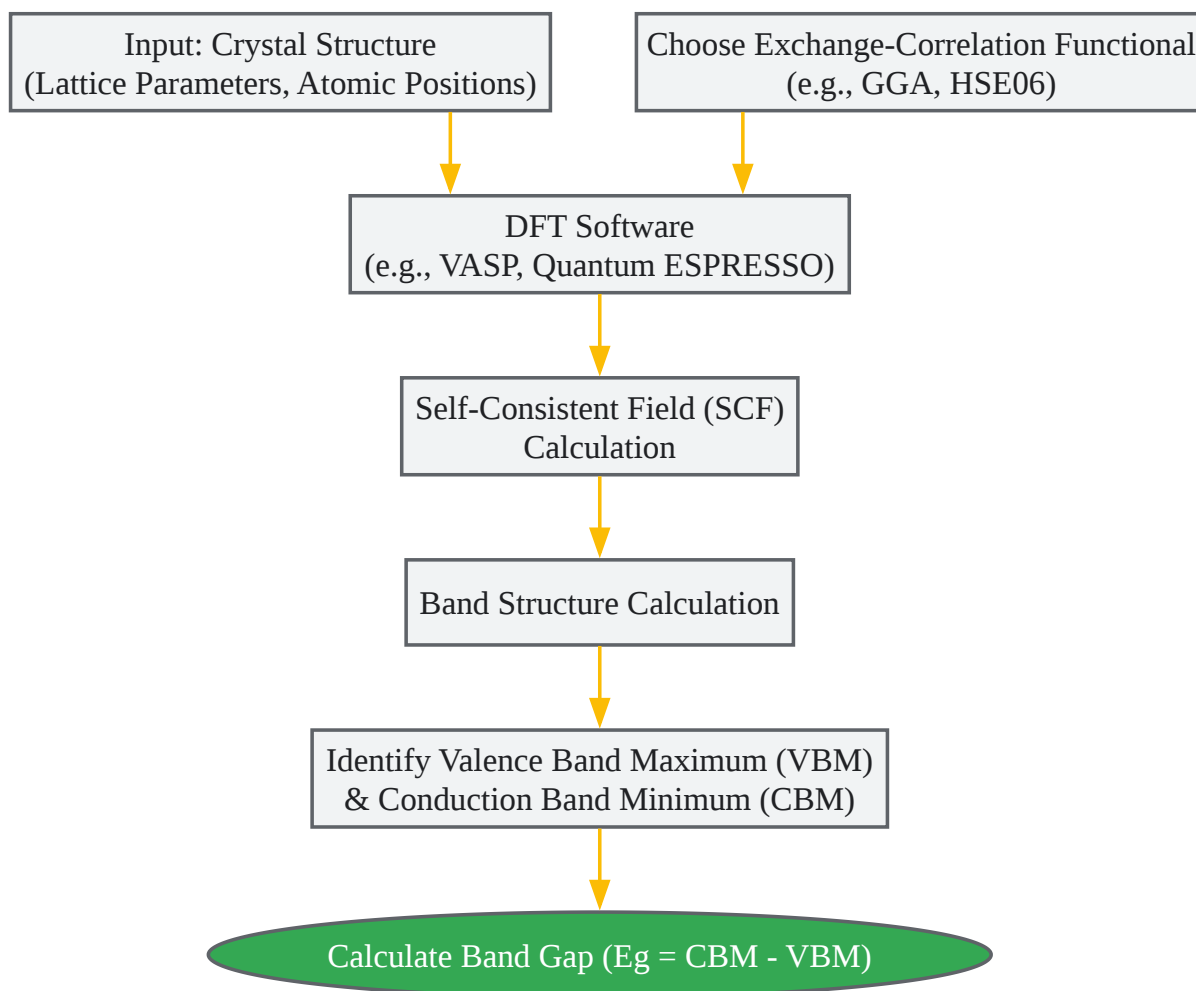 Input: Crystal Structure
(Lattice Parameters, Atomic Positions)
Choose Exchange-Correlation Functional
(e.g., GGA, HSE06)
DFT Software
(e.g., VASP, Quantum ESPRESSO)
Self-Consistent Field (SCF)
Calculation
Band Structure Calculation
Identify Valence Band Maximum (VBM)
& Conduction Band Minimum (CBM)
Calculate Band Gap (Eg = CBM - VBM)